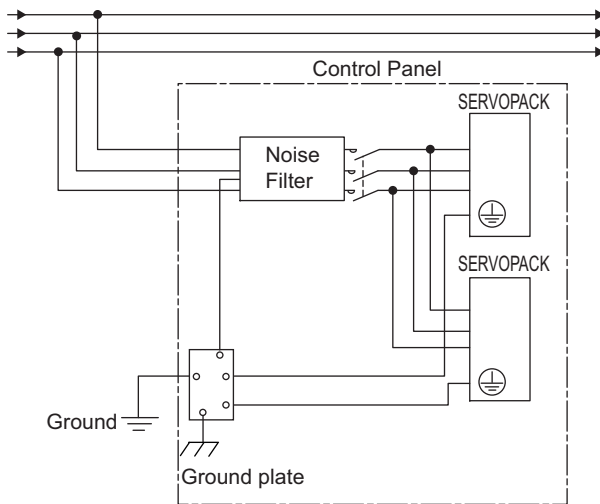 Control Panel
SERVOPACK
Noise
Filter
SERVOPACK
Ground
Ground plate